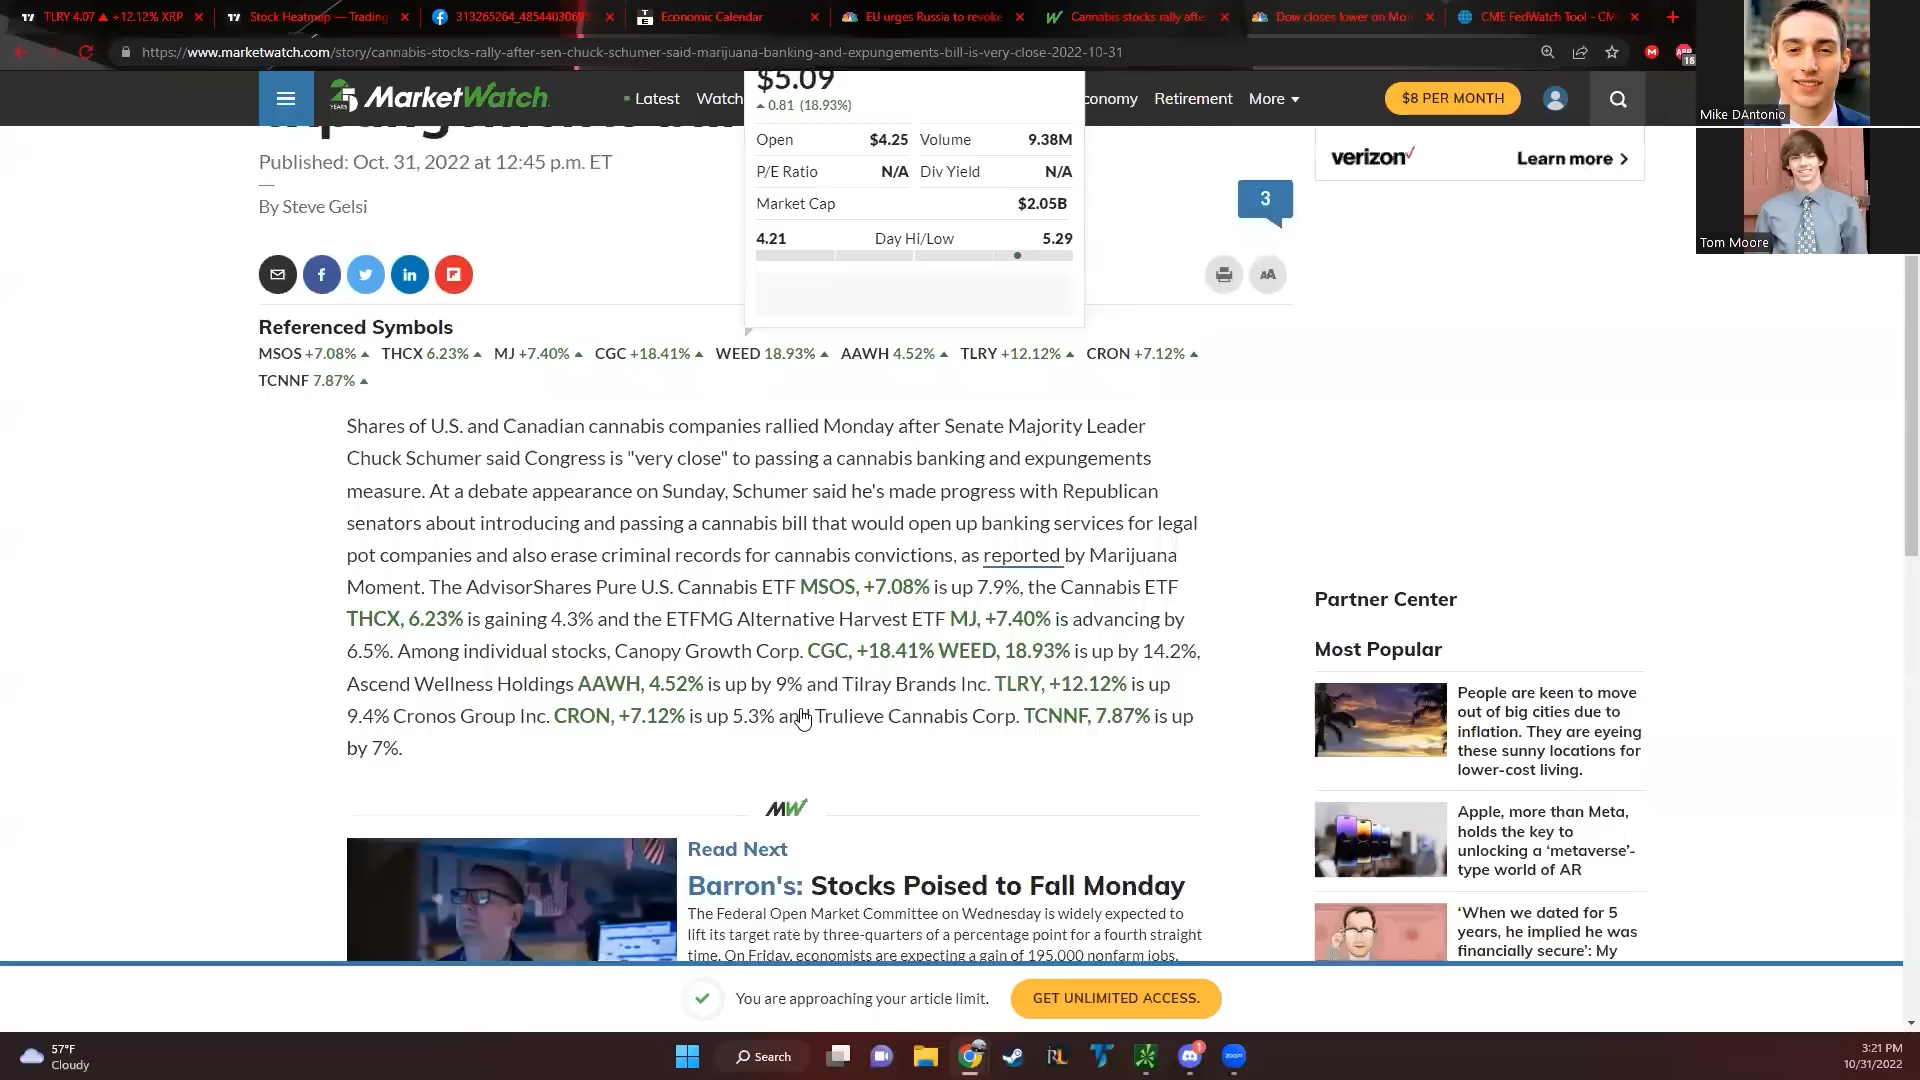 TLRY 4.07 ▲ +12.12% XRP
Stock Heatmap — Trading
313265264_48544030695
Economic Calendar
EU urges Russia to revoke
Cannabis stocks rally after
Dow closes lower on Mon
CME FedWatch Tool - CM
https://www.marketwatch.com/story/cannabis-stocks-rally-after-sen-chuck-schumer-said-marijuana-banking-and-expungements-bill-is-very-close-2022-10-31
25 YEARS MarketWatch
Latest
Watch
conomy
Retirement
More
$8 PER MONTH
Mike DAntonio
Tom Moore
$5.09
0.81 (18.93%)
Open $4.25 Volume 9.38M
P/E Ratio N/A Div Yield N/A
Market Cap $2.05B
4.21 Day Hi/Low 5.29
Published: Oct. 31, 2022 at 12:45 p.m. ET
By Steve Gelsi
3
AA
verizon
Learn more
Referenced Symbols
MSOS +7.08% THCX 6.23% MJ +7.40% CGC +18.41% WEED 18.93% AAWH 4.52% TLRY +12.12% CRON +7.12%
TCNNF 7.87%
Shares of U.S. and Canadian cannabis companies rallied Monday after Senate Majority Leader
Chuck Schumer said Congress is "very close" to passing a cannabis banking and expungements
measure. At a debate appearance on Sunday, Schumer said he's made progress with Republican
senators about introducing and passing a cannabis bill that would open up banking services for legal
pot companies and also erase criminal records for cannabis convictions, as reported by Marijuana
Moment. The AdvisorShares Pure U.S. Cannabis ETF MSOS, +7.08% is up 7.9%, the Cannabis ETF
THCX, 6.23% is gaining 4.3% and the ETFMG Alternative Harvest ETF MJ, +7.40% is advancing by
6.5%. Among individual stocks, Canopy Growth Corp. CGC, +18.41% WEED, 18.93% is up by 14.2%,
Ascend Wellness Holdings AAWH, 4.52% is up by 9% and Tilray Brands Inc. TLRY, +12.12% is up
9.4% Cronos Group Inc. CRON, +7.12% is up 5.3% and Trulieve Cannabis Corp. TCNNF, 7.87% is up
by 7%.
MW
Read Next
Barron's: Stocks Poised to Fall Monday
The Federal Open Market Committee on Wednesday is widely expected to
lift its target rate by three-quarters of a percentage point for a fourth straight
time. On Friday, economists are expecting a gain of 195,000 nonfarm jobs.
Partner Center
Most Popular
People are keen to move
out of big cities due to
inflation. They are eyeing
these sunny locations for
lower-cost living.
Apple, more than Meta,
holds the key to
unlocking a ‘metaverse’-
type world of AR
‘When we dated for 5
years, he implied he was
financially secure’: My
You are approaching your article limit.
GET UNLIMITED ACCESS.
57°F
Cloudy
Search
zoom
3:21 PM
10/31/2022